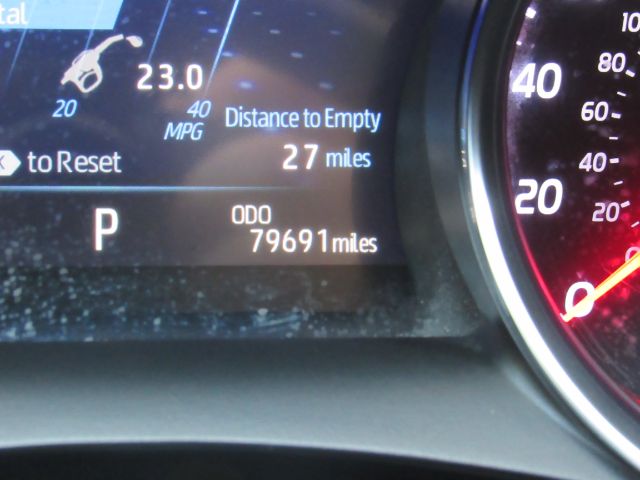 tal
23.0
20 40
MPG
Distance to Empty
27 miles
to Reset
P
ODO
79691 miles
40
20
0
100
80
60
40
20